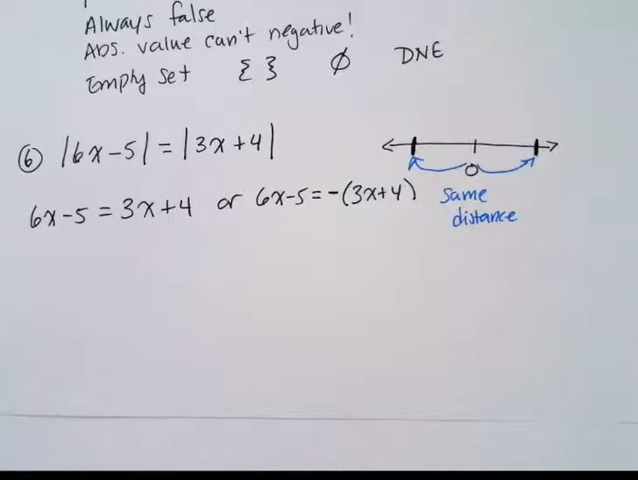 Always false
Abs. value can't negative!
Empty set { } ∅ DNE
⑥ |6x-5| = |3x+4|
6x-5 = 3x+4 or 6x-5 = -(3x+4)
0
same
distance